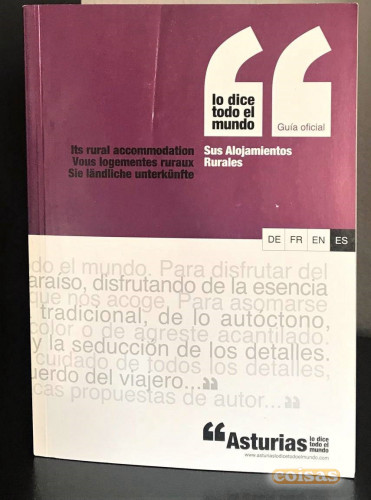 lo dice
todo el
mundo
Guía oficial
Its rural accommodation
Vous logementes ruraux
Sie ländliche unterkünfte
Sus Alojamientos
Rurales
DE FR EN ES
do el mundo. Para disfrutar del
araíso, disfrutando de la esencia
que nos acoge, Para asomarse
tradicional, de lo autóctono,
color o de agreste acantilado.
y la seducción de los detalles.
cuidado de todos los detalles,
uerdo del viajero...
cas propuestas de autor...
Asturias
lo dice
todo el
mundo
www.asturiaslodicetodoelmundo.com
coisas